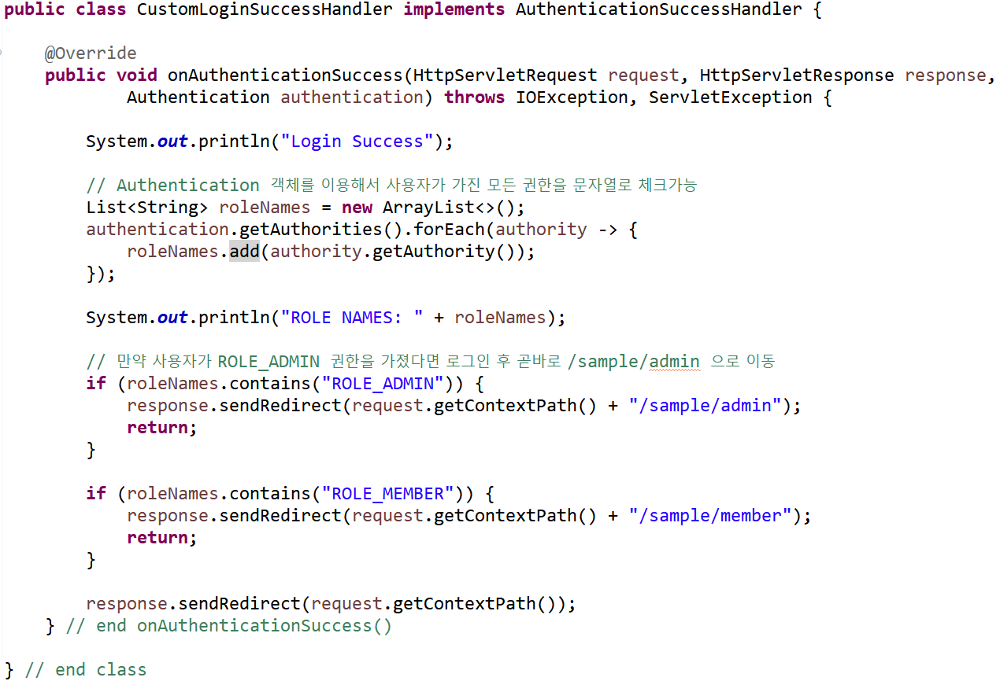 public class CustomLoginSuccessHandler implements AuthenticationSuccessHandler {
@Override
public void onAuthenticationSuccess(HttpServletRequest request, HttpServletResponse response,
Authentication authentication) throws IOException, ServletException {
System.out.println("Login Success");
// Authentication 객체를 이용해서 사용자가 가진 모든 권한을 문자열로 체크가능
List<String> roleNames = new ArrayList<>();
authentication.getAuthorities().forEach(authority -> {
roleNames.add(authority.getAuthority());
});
System.out.println("ROLE NAMES: " + roleNames);
// 만약 사용자가 ROLE_ADMIN 권한을 가졌다면 로그인 후 곧바로 /sample/admin 으로 이동
if (roleNames.contains("ROLE_ADMIN")) {
response.sendRedirect(request.getContextPath() + "/sample/admin");
return;
}
if (roleNames.contains("ROLE_MEMBER")) {
response.sendRedirect(request.getContextPath() + "/sample/member");
return;
}
response.sendRedirect(request.getContextPath());
} // end onAuthenticationSuccess()
} // end class